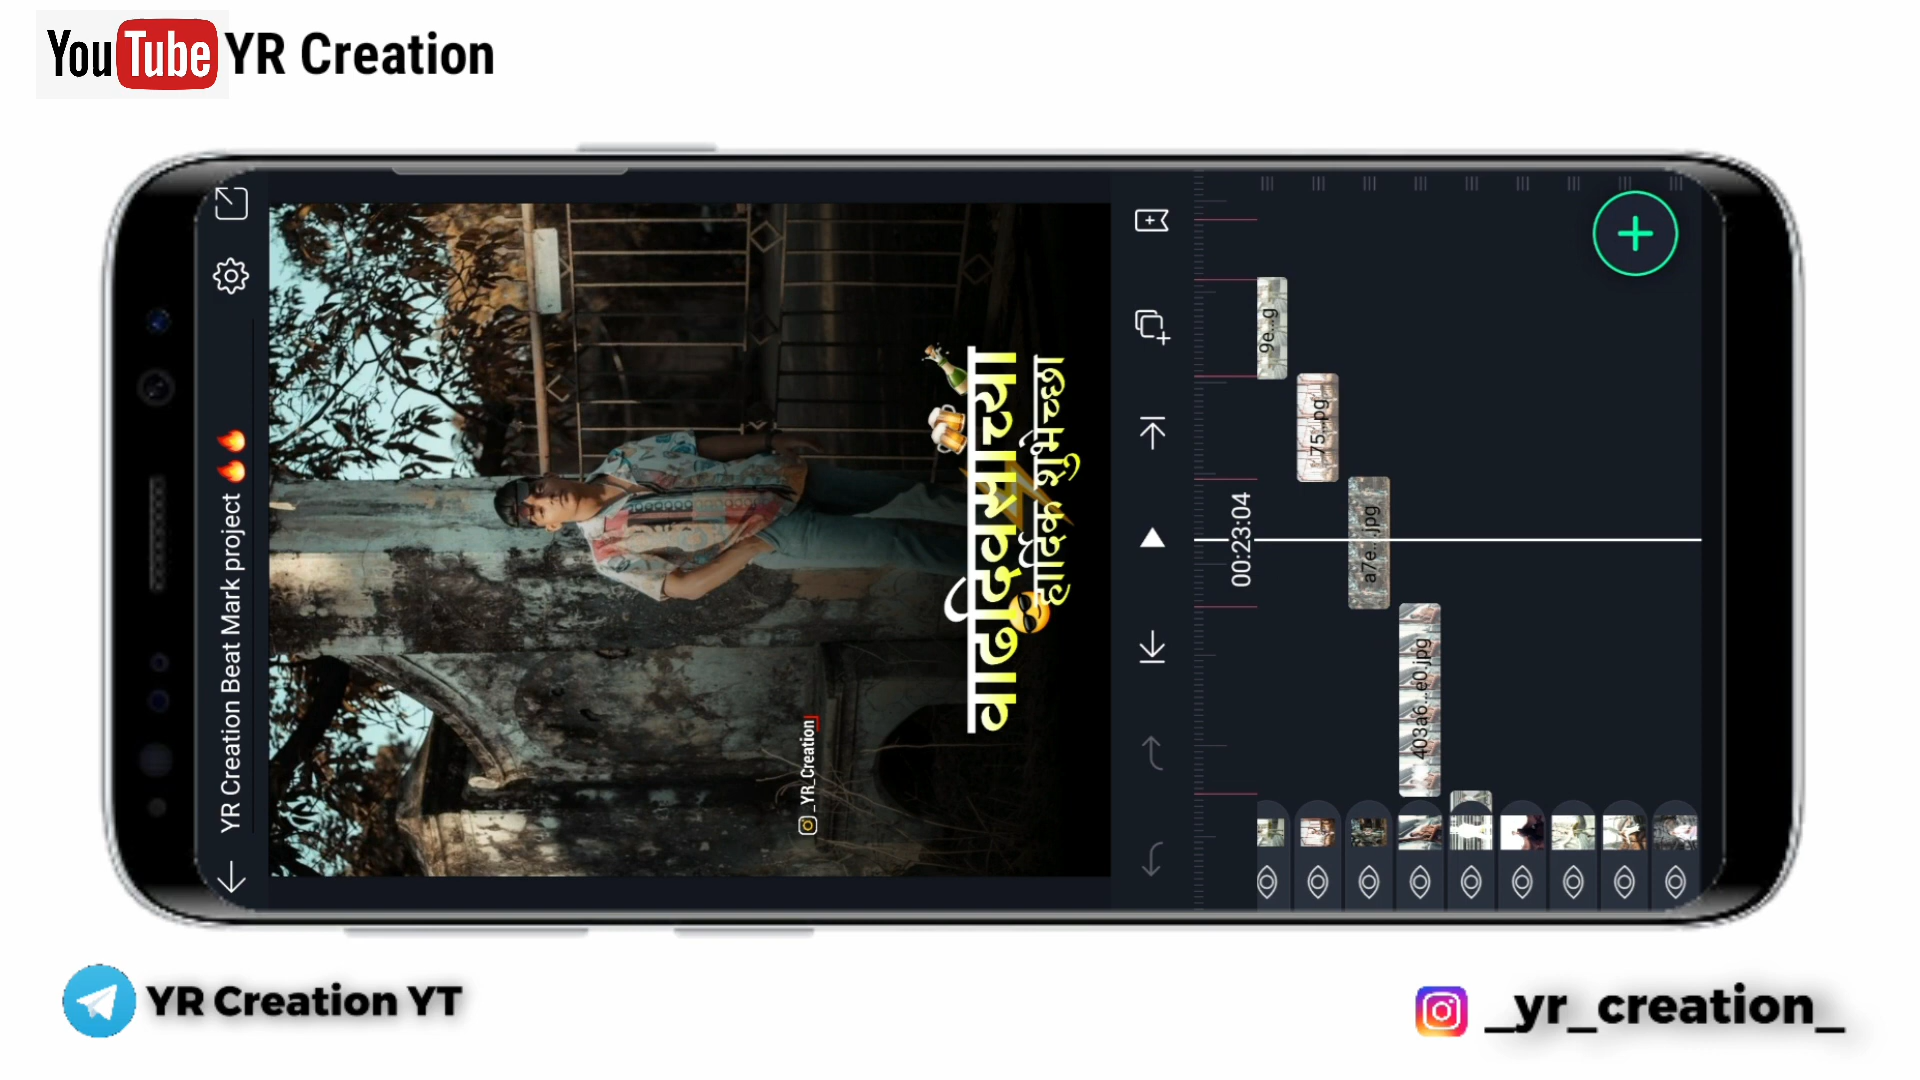 YouTube YR Creation
YR Creation Beat Mark project 🔥🔥
_YR_Creation
वाढदिवसाच्या
हार्दिक शुभेच्छा
00:23:04
9e...g
75...pg
a7e...jpg
403a6...e0.jpg
YR Creation YT
_yr_creation_